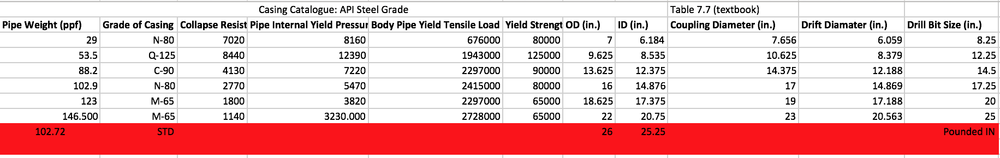 Casing Catalogue: API Steel Grade Table 7.7 (textbook)
Pipe Weight (ppf) Grade of Casing Collapse Resist Pipe Internal Yield Pressur Body Pipe Yield Tensile Load Yield Strengt OD (in.) ID (in.) Coupling Diameter (in.) Drift Diamater (in.) Drill Bit Size (in.)
29 N-80 7020 8160 676000 80000 7 6.184 7.656 6.059 8.25
53.5 Q-125 8440 12390 1943000 125000 9.625 8.535 10.625 8.379 12.25
88.2 C-90 4130 7220 2297000 90000 13.625 12.375 14.375 12.188 14.5
102.9 N-80 2770 5470 2415000 80000 16 14.876 17 14.869 17.25
123 M-65 1800 3820 2297000 65000 18.625 17.375 19 17.188 20
146.500 M-65 1140 3230.000 2728000 65000 22 20.75 23 20.563 25
102.72 STD 26 25.25 Pounded IN